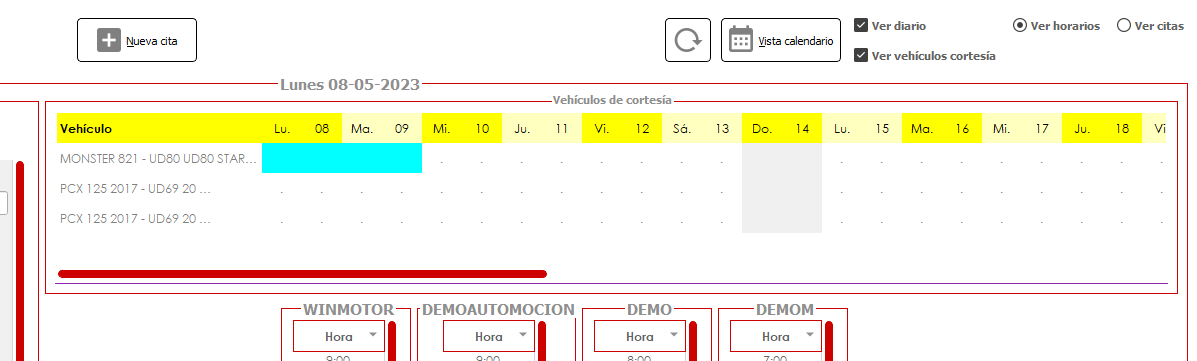 Nueva cita
Vista calendario
Ver diario
Ver horarios
Ver citas
Ver vehículos cortesía
Lunes 08-05-2023
Vehículos de cortesía
Vehículo Lu. 08 Ma. 09 Mi. 10 Ju. 11 Vi. 12 Sá. 13 Do. 14 Lu. 15 Ma. 16 Mi. 17 Ju. 18 Vi
MONSTER 821 - UD80 UD80 STAR... . . . . . . . . . . . . . . . . . . .
PCX 125 2017 - UD69 20 ... . . . . . . . . . . . . . . . . . . . . .
PCX 125 2017 - UD69 20 ... . . . . . . . . . . . . . . . . . . . . .
WINMOTOR DEMOAUTOMOCION DEMO DEMOM
Hora Hora Hora Hora
9:00 9:00 8:00 7:00